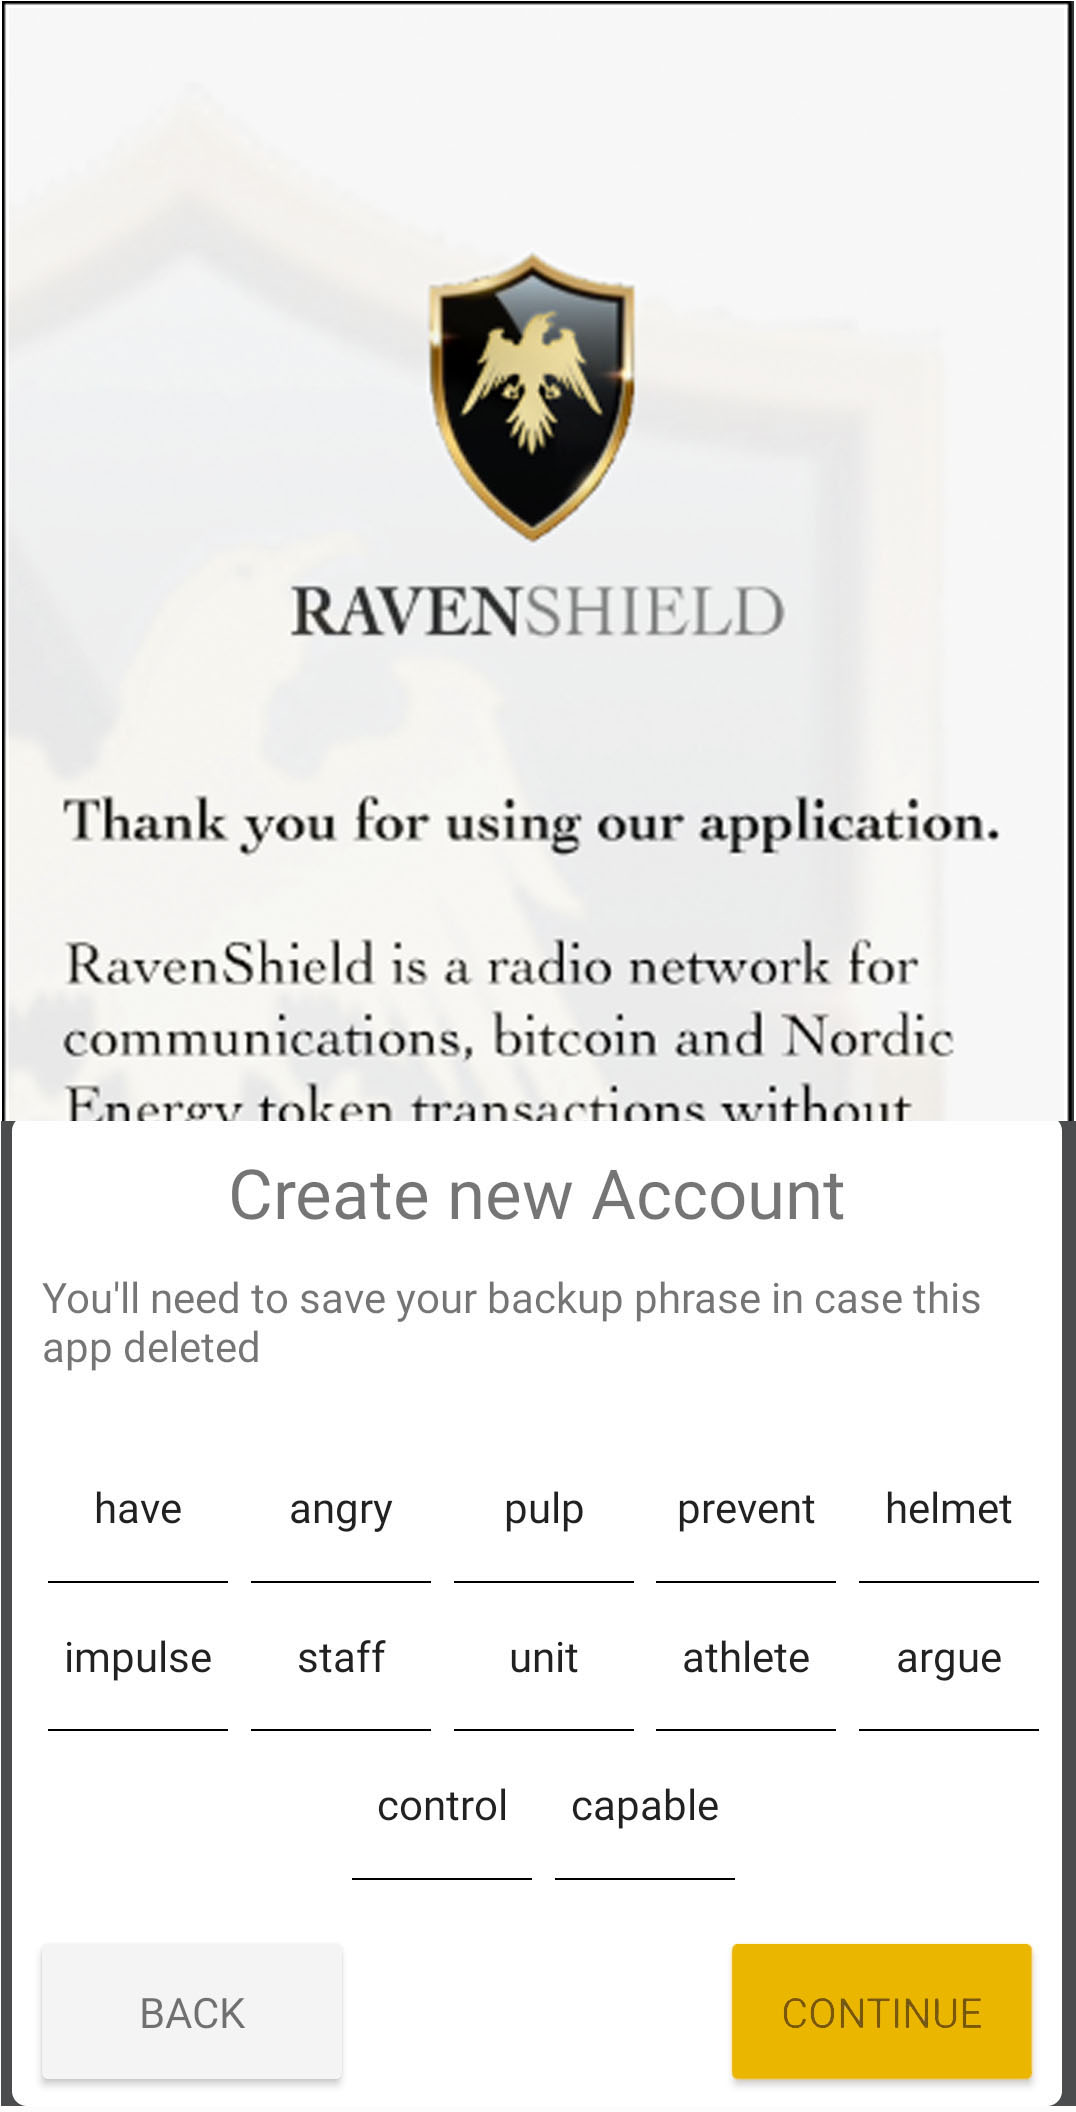 RAVENSHIELD
Thank you for using our application.
RavenShield is a radio network for
communications, bitcoin and Nordic
Energy token transactions without
Create new Account
You'll need to save your backup phrase in case this
app deleted
have angry pulp prevent helmet
impulse staff unit athlete argue
control capable
BACK CONTINUE